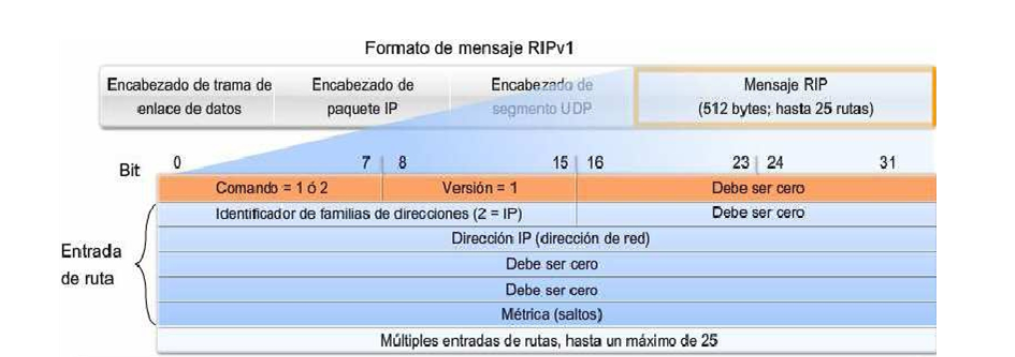 Formato de mensaje RIPv1
Encabezado de trama de enlace de datos
Encabezado de paquete IP
Encabezado de segmento UDP
Mensaje RIP
(512 bytes; hasta 25 rutas)
Bit 0 7 8 15 16 23 24 31
Comando = 1 ó 2 Versión = 1 Debe ser cero
Identificador de familias de direcciones (2 = IP) Debe ser cero
Dirección IP (dirección de red)
Debe ser cero
Debe ser cero
Métrica (saltos)
Entrada de ruta
Múltiples entradas de rutas, hasta un máximo de 25